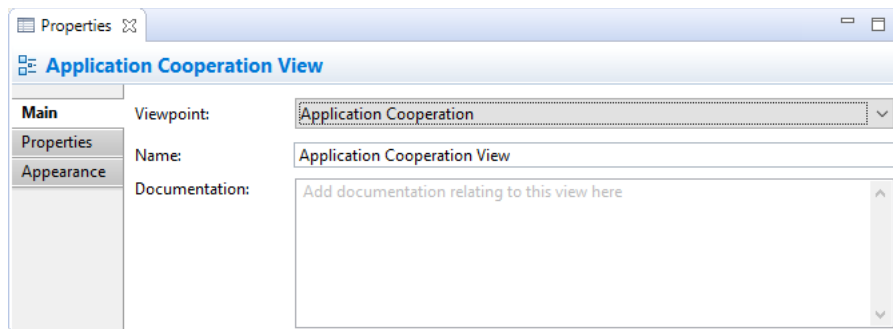 Properties
Application Cooperation View
Main
Viewpoint:
Application Cooperation
Properties
Name:
Application Cooperation View
Appearance
Documentation:
Add documentation relating to this view here